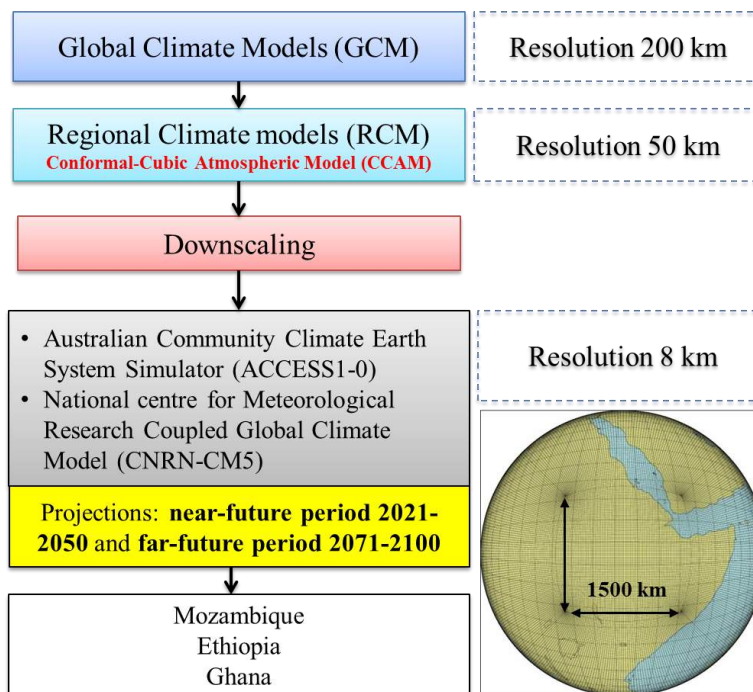 Global Climate Models (GCM)
Resolution 200 km
Regional Climate models (RCM)
Conformal-Cubic Atmospheric Model (CCAM)
Resolution 50 km
Downscaling
• Australian Community Climate Earth
System Simulator (ACCESS1-0)
• National centre for Meteorological
Research Coupled Global Climate
Model (CNRN-CM5)
Resolution 8 km
Projections: near-future period 2021-
2050 and far-future period 2071-2100
1500 km
Mozambique
Ethiopia
Ghana